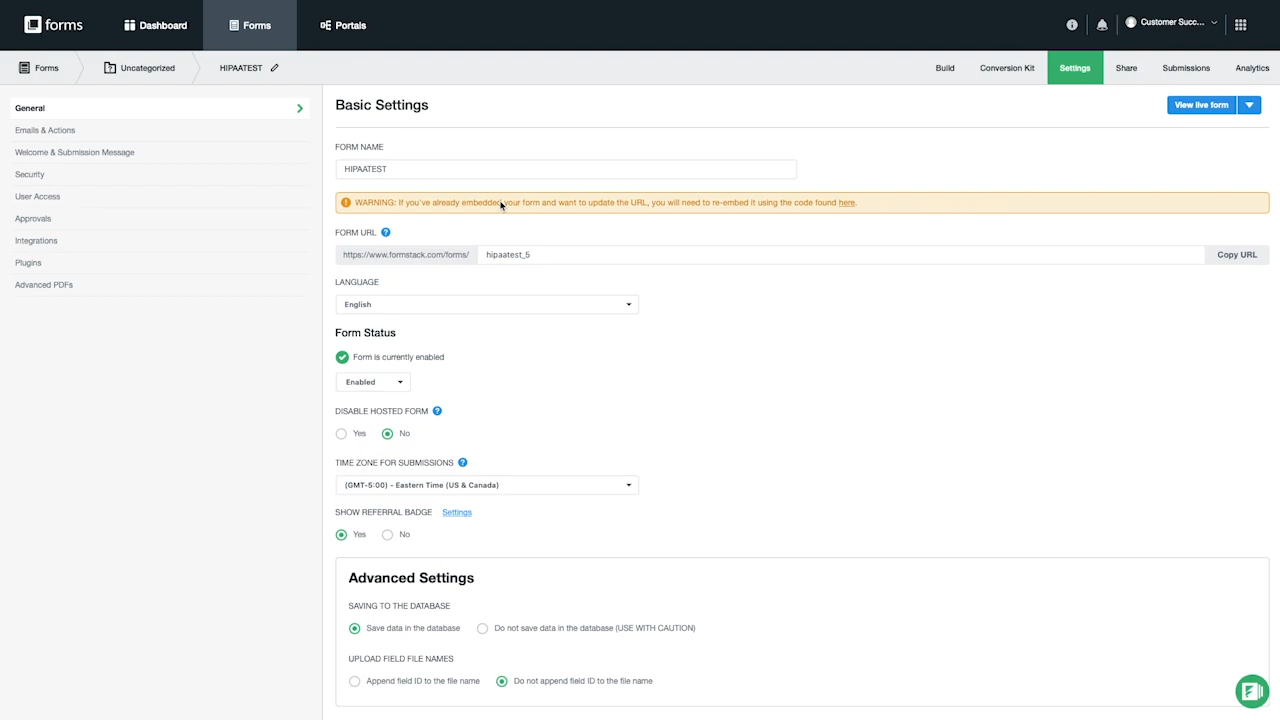 forms
Dashboard
Forms
Portals
Customer Succ...
Forms
Uncategorized
HIPAATEST
Build
Conversion Kit
Settings
Share
Submissions
Analytics
General
Emails & Actions
Welcome & Submission Message
Security
User Access
Approvals
Integrations
Plugins
Advanced PDFs
Basic Settings
View live form
FORM NAME
HIPAATEST
WARNING: If you've already embedded your form and want to update the URL, you will need to re-embed it using the code found here.
FORM URL ?
https://www.formstack.com/forms/ hipaatest_5 Copy URL
LANGUAGE
English
Form Status
Form is currently enabled
Enabled
DISABLE HOSTED FORM ?
Yes No
TIME ZONE FOR SUBMISSIONS ?
(GMT-5:00) - Eastern Time (US & Canada)
SHOW REFERRAL BADGE Settings
Yes No
Advanced Settings
SAVING TO THE DATABASE
Save data in the database Do not save data in the database (USE WITH CAUTION)
UPLOAD FIELD FILE NAMES
Append field ID to the file name Do not append field ID to the file name